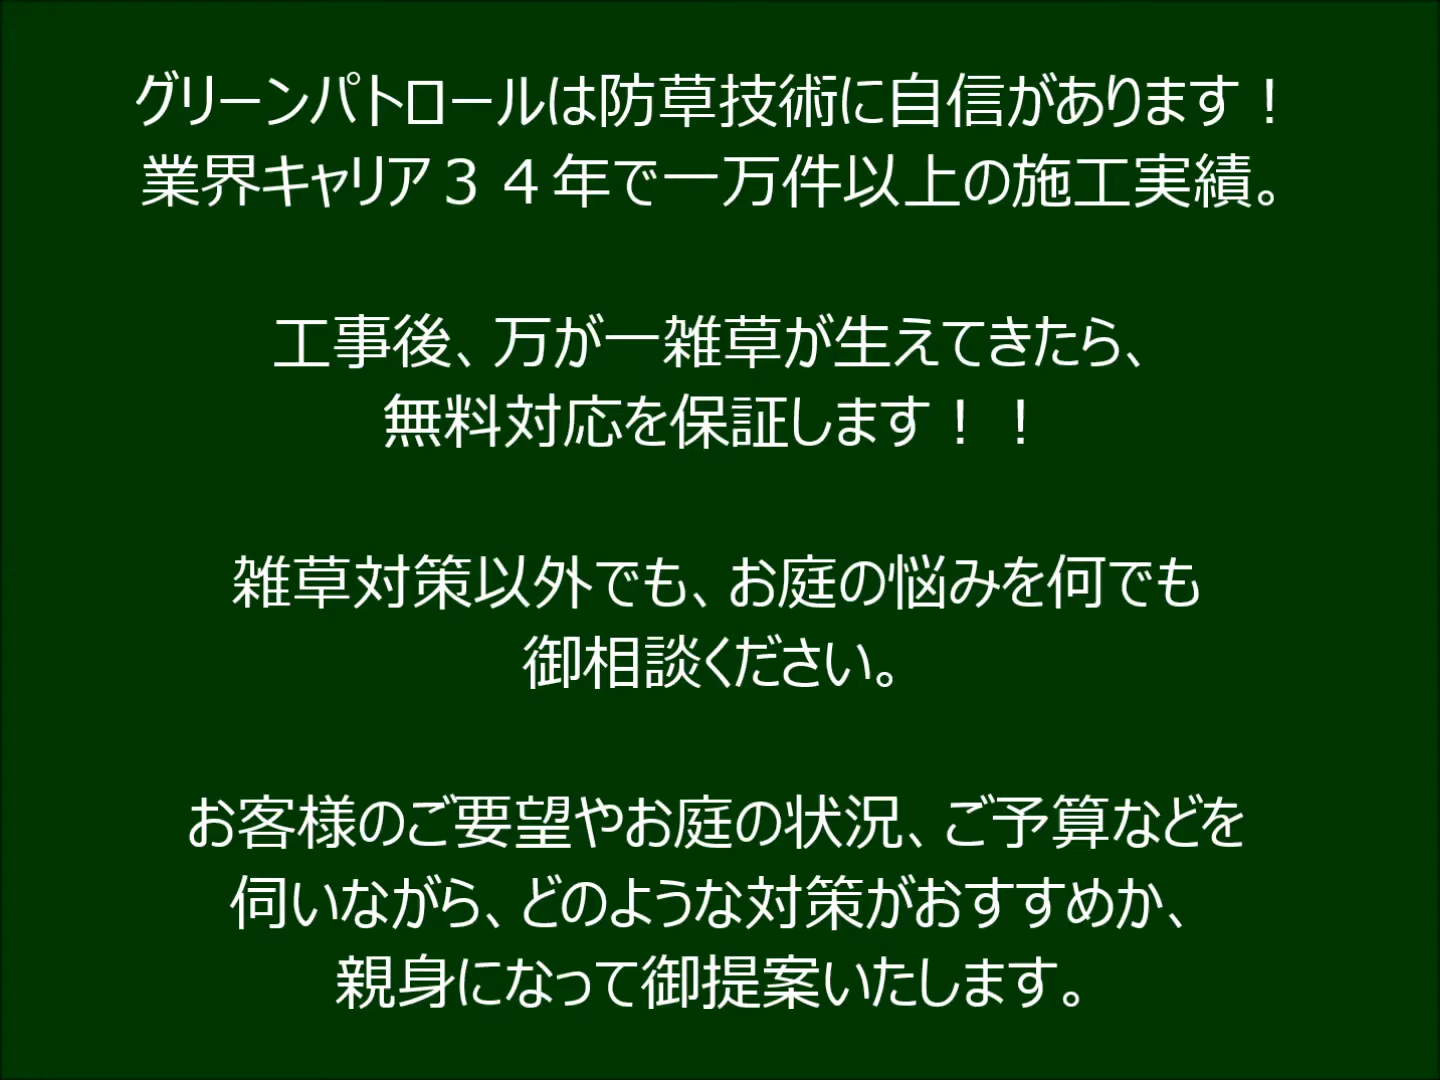 グリーンパトロールは防草技術に自信があります！
業界キャリア３４年で一万件以上の施工実績。
工事後、万が一雑草が生えてきたら、
無料対応を保証します！！
雑草対策以外でも、お庭の悩みを何でも
御相談ください。
お客様のご要望やお庭の状況、ご予算などを
伺いながら、どのような対策がおすすめか、
親身になって御提案いたします。